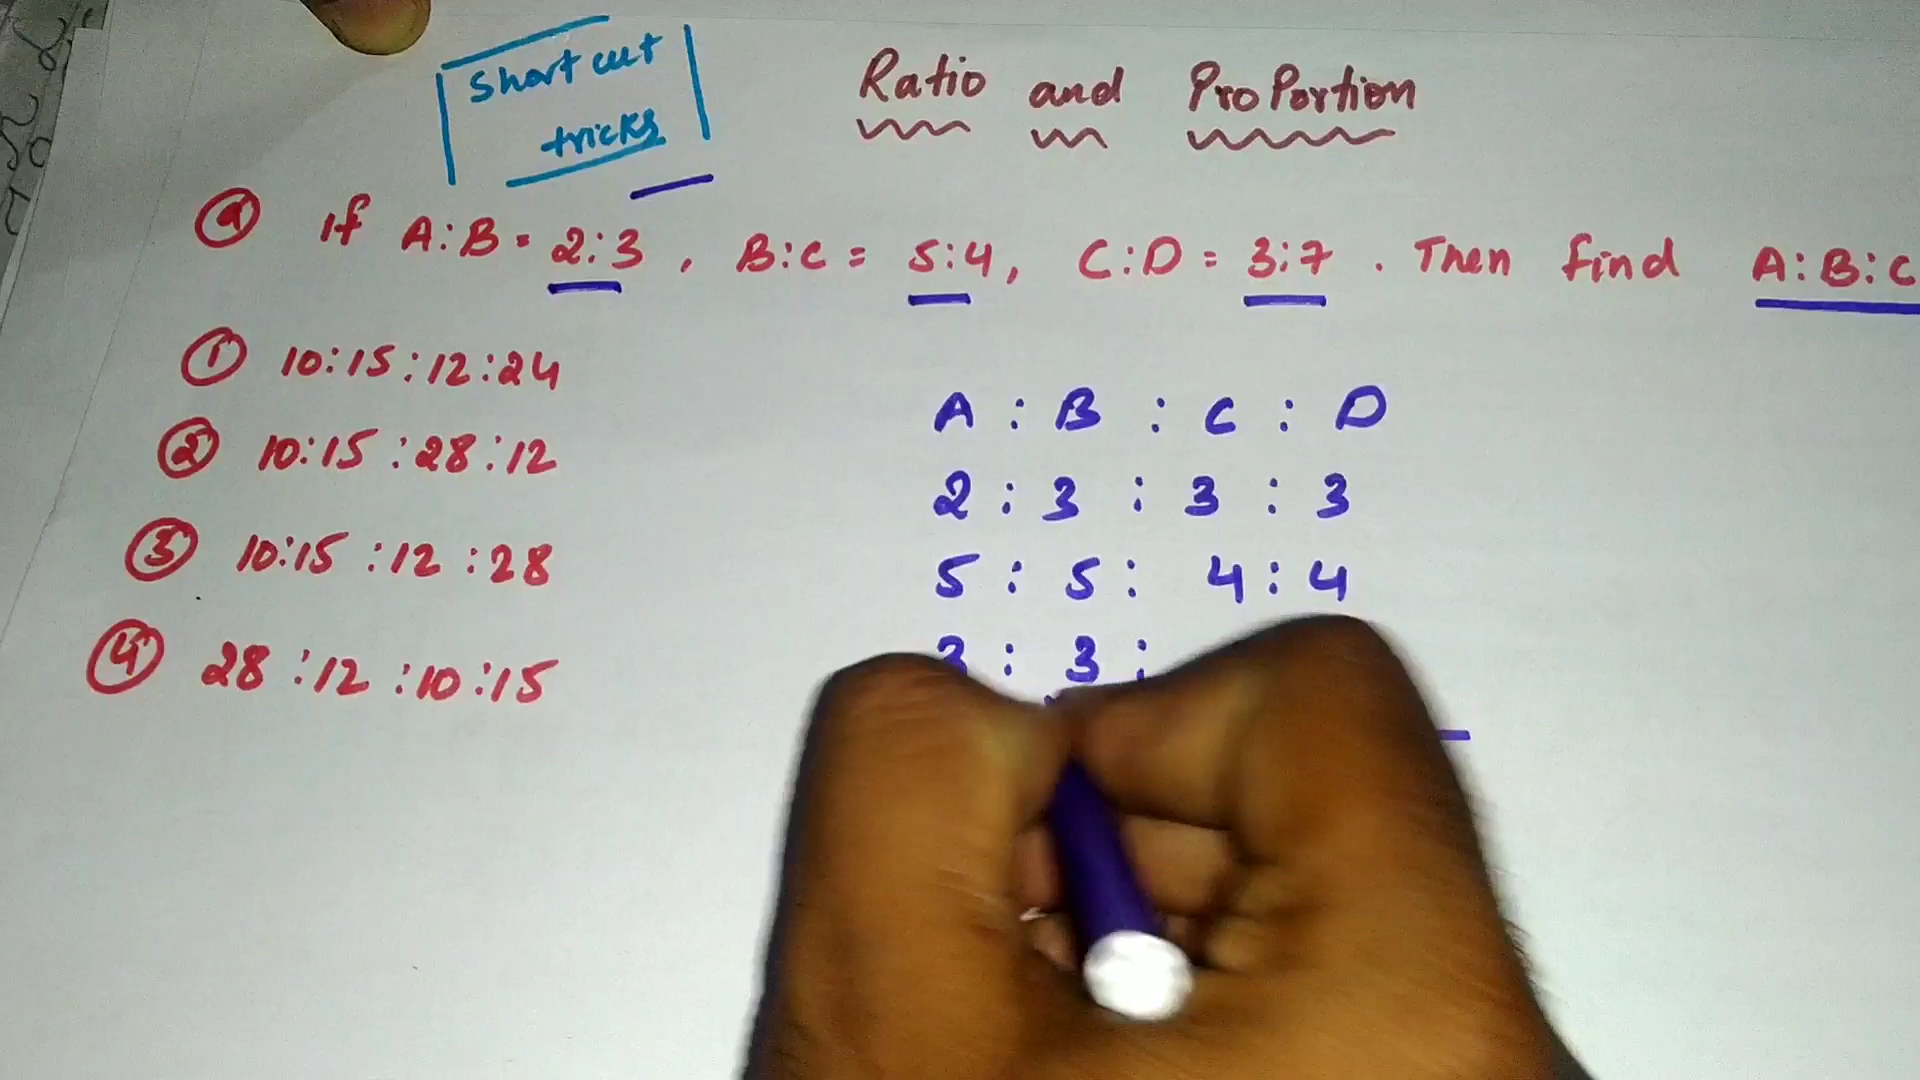 Short cut
tricks
Ratio and Proportion
Q If A:B = 2:3, B:C = 5:4, C:D = 3:7. Then find A:B:C
① 10:15:12:24
② 10:15:28:12
③ 10:15:12:28
④ 28:12:10:15
A : B : C : D
2 : 3 : 3 : 3
5 : 5 : 4 : 4
3 : 3 :